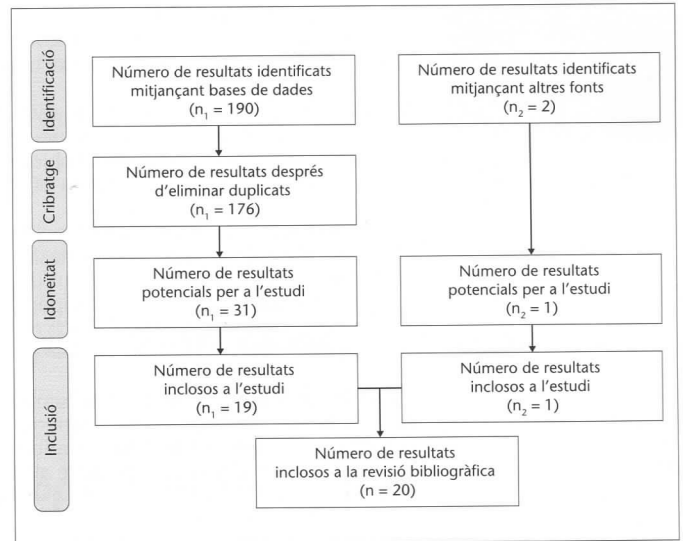 Identificació
Número de resultats identificats
mitjançant bases de dades
(n₁ = 190)
Número de resultats identificats
mitjançant altres fonts
(n₂ = 2)
Cribratge
Número de resultats després
d'eliminar duplicats
(n₁ = 176)
Idoneïtat
Número de resultats
potencials per a l'estudi
(n₁ = 31)
Número de resultats
potencials per a l'estudi
(n₂ = 1)
Inclusió
Número de resultats
inclosos a l'estudi
(n₁ = 19)
Número de resultats
inclosos a l'estudi
(n₂ = 1)
Número de resultats
inclosos a la revisió bibliogràfica
(n = 20)